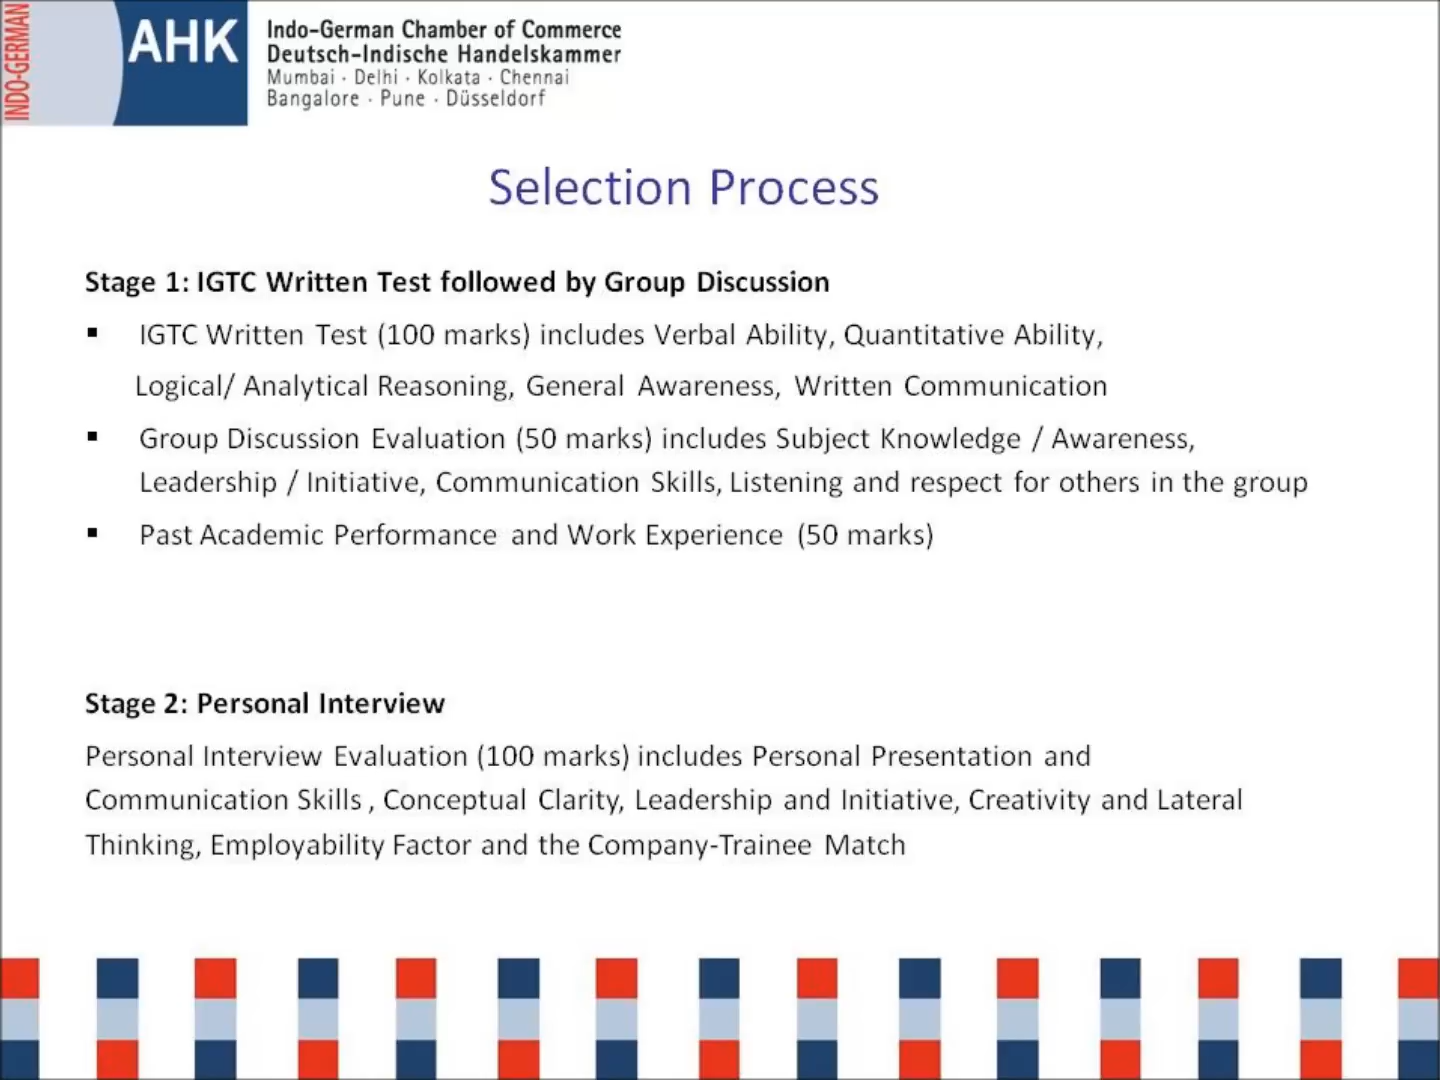 INDO-GERMAN
AHK
Indo-German Chamber of Commerce
Deutsch-Indische Handelskammer
Mumbai · Delhi · Kolkata · Chennai
Bangalore · Pune · Düsseldorf
Selection Process
Stage 1: IGTC Written Test followed by Group Discussion
▪ IGTC Written Test (100 marks) includes Verbal Ability, Quantitative Ability,
Logical/ Analytical Reasoning, General Awareness, Written Communication
▪ Group Discussion Evaluation (50 marks) includes Subject Knowledge / Awareness,
Leadership / Initiative, Communication Skills, Listening and respect for others in the group
▪ Past Academic Performance and Work Experience (50 marks)
Stage 2: Personal Interview
Personal Interview Evaluation (100 marks) includes Personal Presentation and
Communication Skills , Conceptual Clarity, Leadership and Initiative, Creativity and Lateral
Thinking, Employability Factor and the Company-Trainee Match